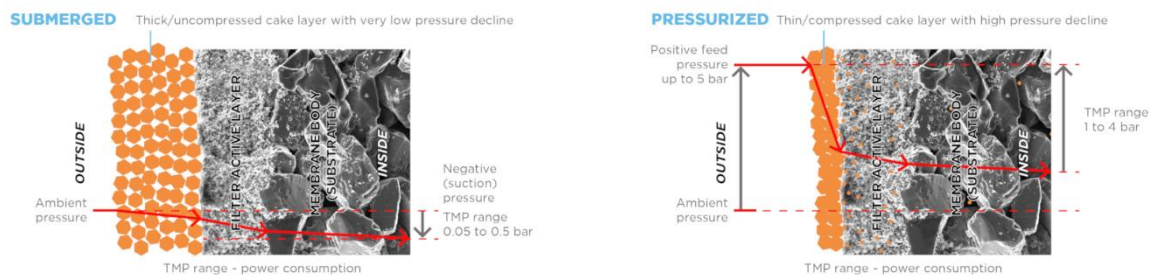 SUBMERGED Thick/uncompressed cake layer with very low pressure decline
OUTSIDE
FILTER ACTIVE LAYER
MEMBRANE BODY
(SUBSTRATE)
INSIDE
Ambient
pressure
Negative
(suction)
pressure
TMP range
0.05 to 0.5 bar
TMP range - power consumption
PRESSURIZED Thin/compressed cake layer with high pressure decline
Positive feed
pressure
up to 5 bar
OUTSIDE
Ambient
pressure
FILTER ACTIVE LAYER
MEMBRANE BODY
(SUBSTRATE)
INSIDE
TMP range
1 to 4 bar
TMP range - power consumption